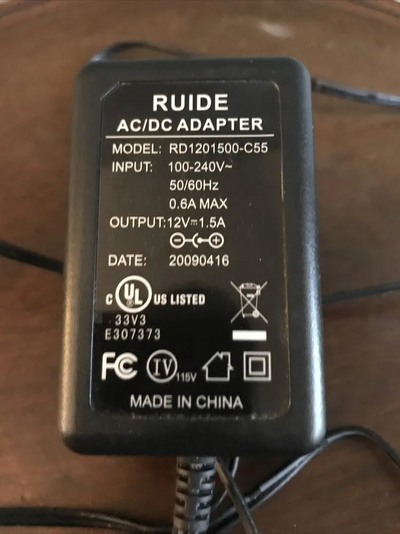 RUIDE
AC/DC ADAPTER
MODEL: RD1201500-C55
INPUT: 100-240V~
50/60Hz
0.6A MAX
OUTPUT:12V⎓1.5A
DATE: 20090416
C UL US LISTED
33V3
E307373
FC IV 115V
MADE IN CHINA